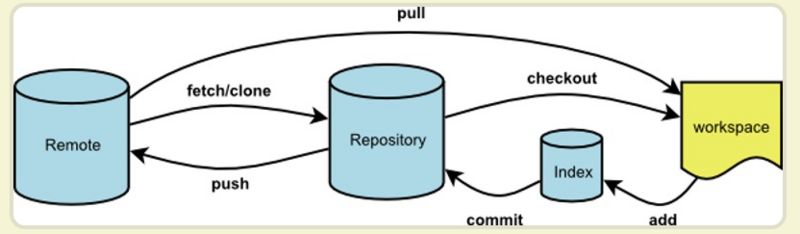 pull
fetch/clone
checkout
Remote
Repository
workspace
Index
push
commit
add